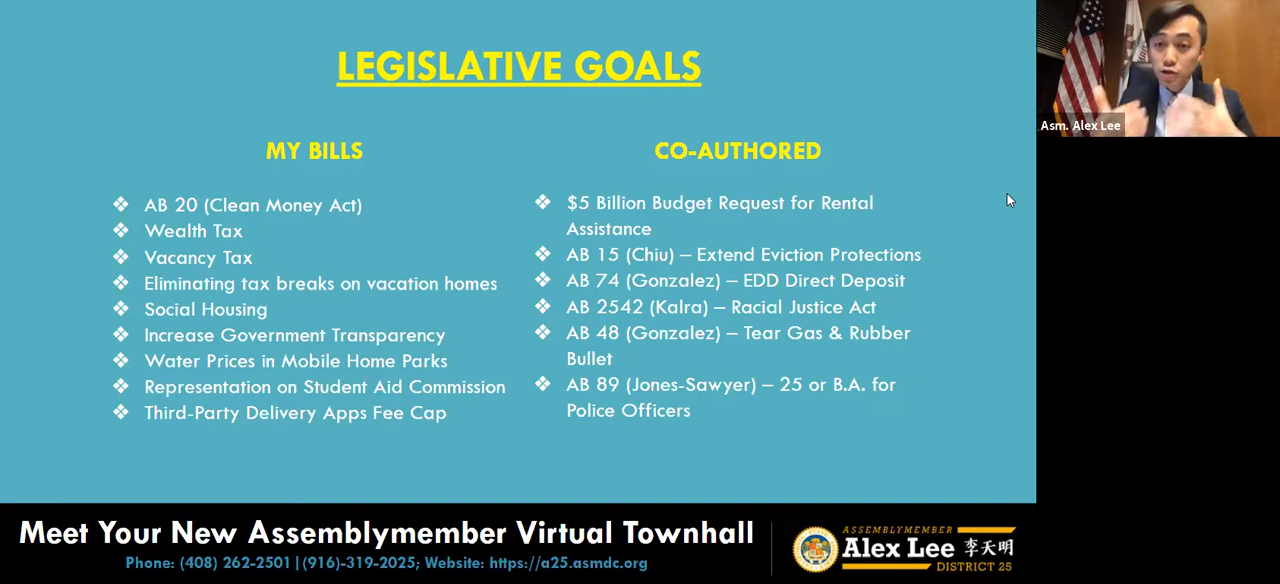 LEGISLATIVE GOALS
MY BILLS
❖ AB 20 (Clean Money Act)
❖ Wealth Tax
❖ Vacancy Tax
❖ Eliminating tax breaks on vacation homes
❖ Social Housing
❖ Increase Government Transparency
❖ Water Prices in Mobile Home Parks
❖ Representation on Student Aid Commission
❖ Third-Party Delivery Apps Fee Cap
CO-AUTHORED
❖ $5 Billion Budget Request for Rental
Assistance
❖ AB 15 (Chiu) – Extend Eviction Protections
❖ AB 74 (Gonzalez) – EDD Direct Deposit
❖ AB 2542 (Kalra) – Racial Justice Act
❖ AB 48 (Gonzalez) – Tear Gas & Rubber
Bullet
❖ AB 89 (Jones-Sawyer) – 25 or B.A. for
Police Officers
Asm. Alex Lee
Meet Your New Assemblymember Virtual Townhall
Phone: (408) 262-2501|(916)-319-2025; Website: https://a25.asmdc.org
ASSEMBLYMEMBER
Alex Lee 李天明
DISTRICT 25